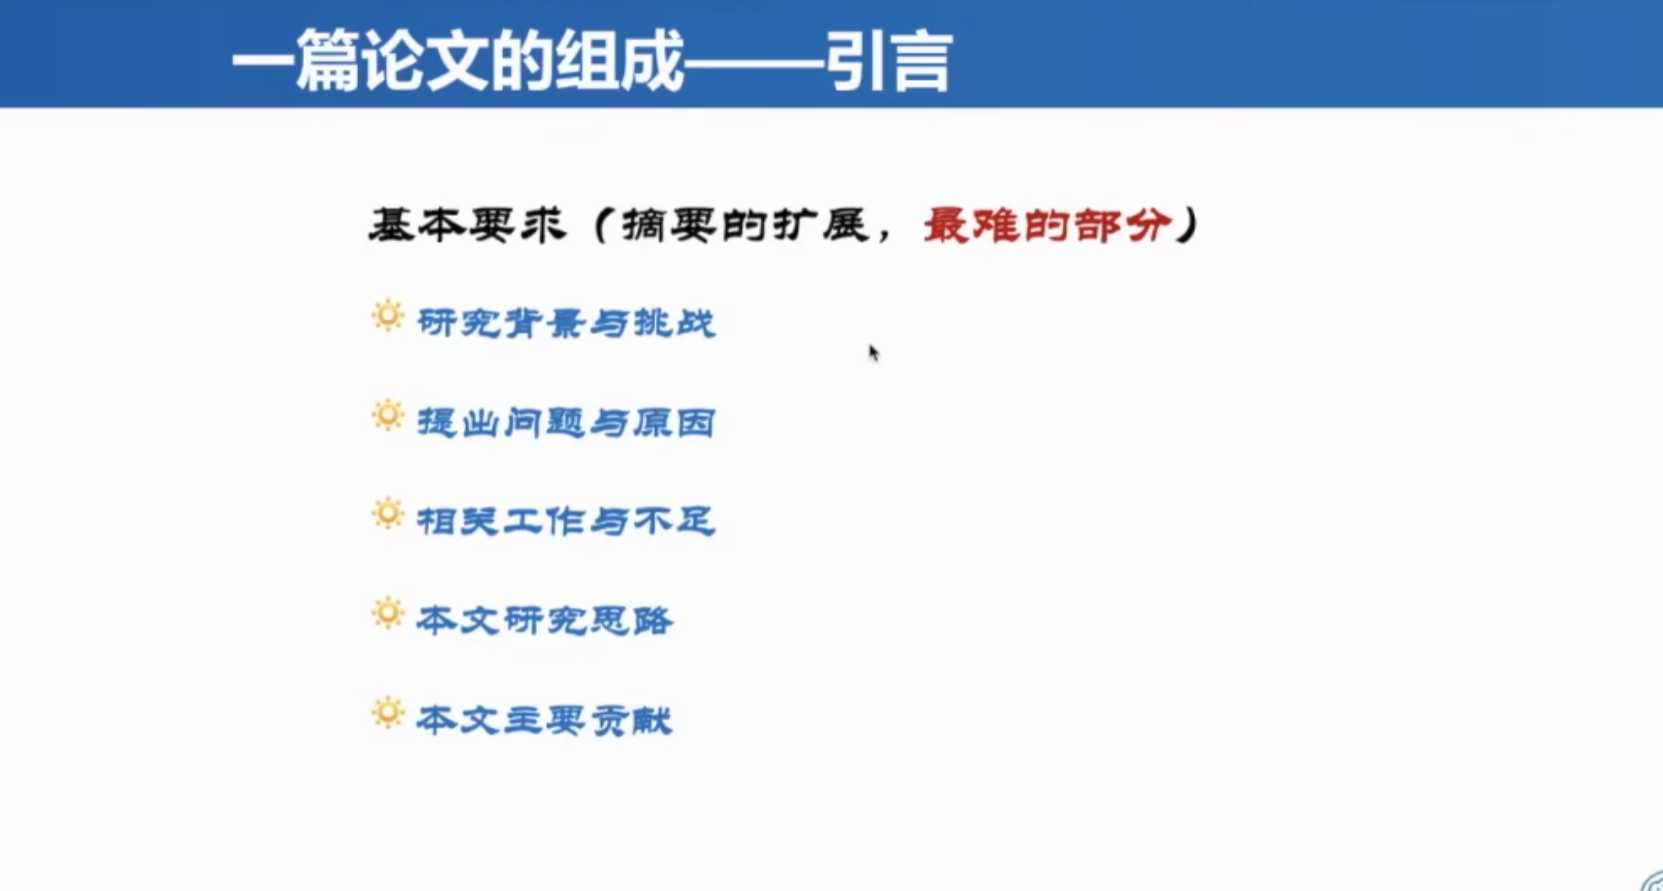 一篇论文的组成——引言
基本要求（摘要的扩展，最难的部分）
研究背景与挑战
提出问题与原因
相关工作与不足
本文研究思路
本文主要贡献